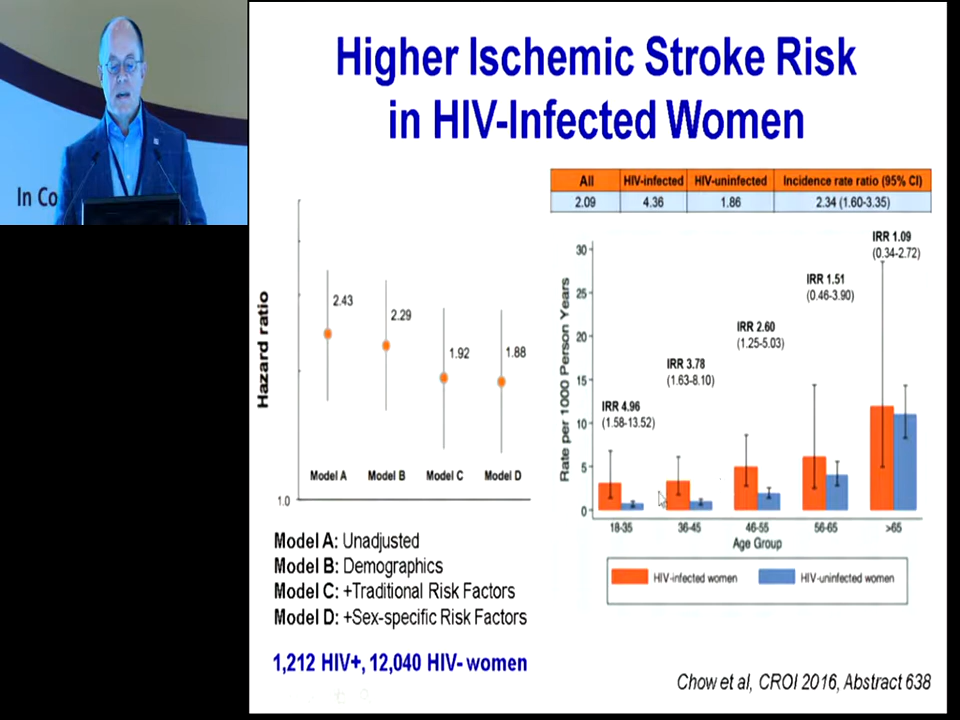 In Co
Higher Ischemic Stroke Risk
in HIV-Infected Women
Hazard ratio
2.43
2.29
1.92
1.88
Model A Model B Model C Model D
1.0
Model A: Unadjusted
Model B: Demographics
Model C: +Traditional Risk Factors
Model D: +Sex-specific Risk Factors
1,212 HIV+, 12,040 HIV- women
All HIV-infected HIV-uninfected Incidence rate ratio (95% CI)
2.09 4.36 1.86 2.34 (1.60-3.35)
Rate per 1000 Person Years
30
25
20
15
10
5
0
IRR 4.96
(1.58-13.52)
IRR 3.78
(1.63-8.10)
IRR 2.60
(1.25-5.03)
IRR 1.51
(0.46-3.90)
IRR 1.09
(0.34-2.72)
18-35 36-45 46-55 56-65 >65
Age Group
HIV-infected women HIV-uninfected women
Chow et al, CROI 2016, Abstract 638